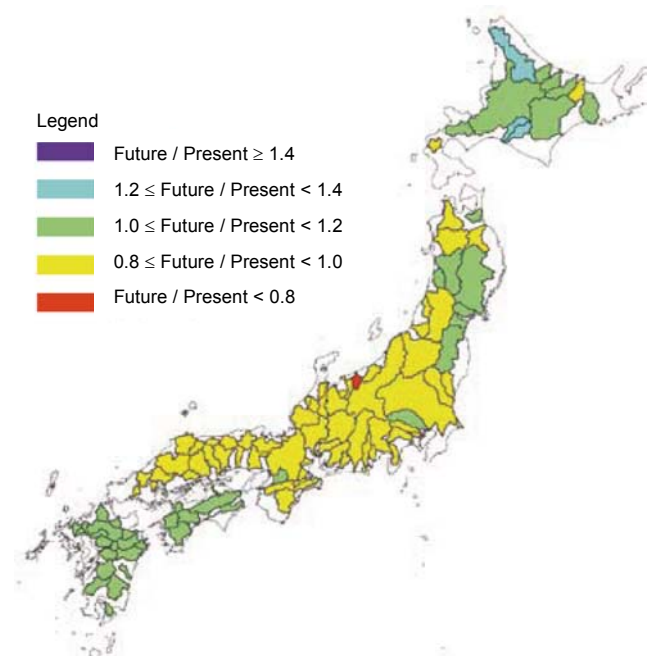 Legend
Future / Present ≥ 1.4
1.2 ≤ Future / Present < 1.4
1.0 ≤ Future / Present < 1.2
0.8 ≤ Future / Present < 1.0
Future / Present < 0.8